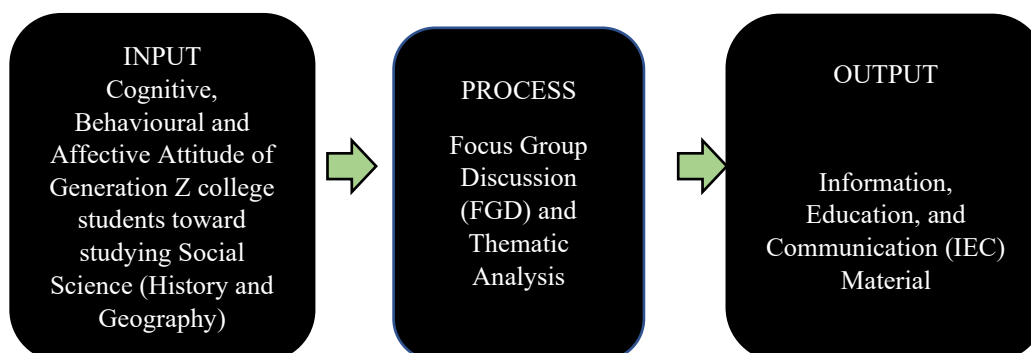 INPUT
Cognitive,
Behavioural and
Affective Attitude of
Generation Z college
students toward
studying Social
Science (History and
Geography)
PROCESS
Focus Group
Discussion
(FGD) and
Thematic
Analysis
OUTPUT
Information,
Education, and
Communication (IEC)
Material